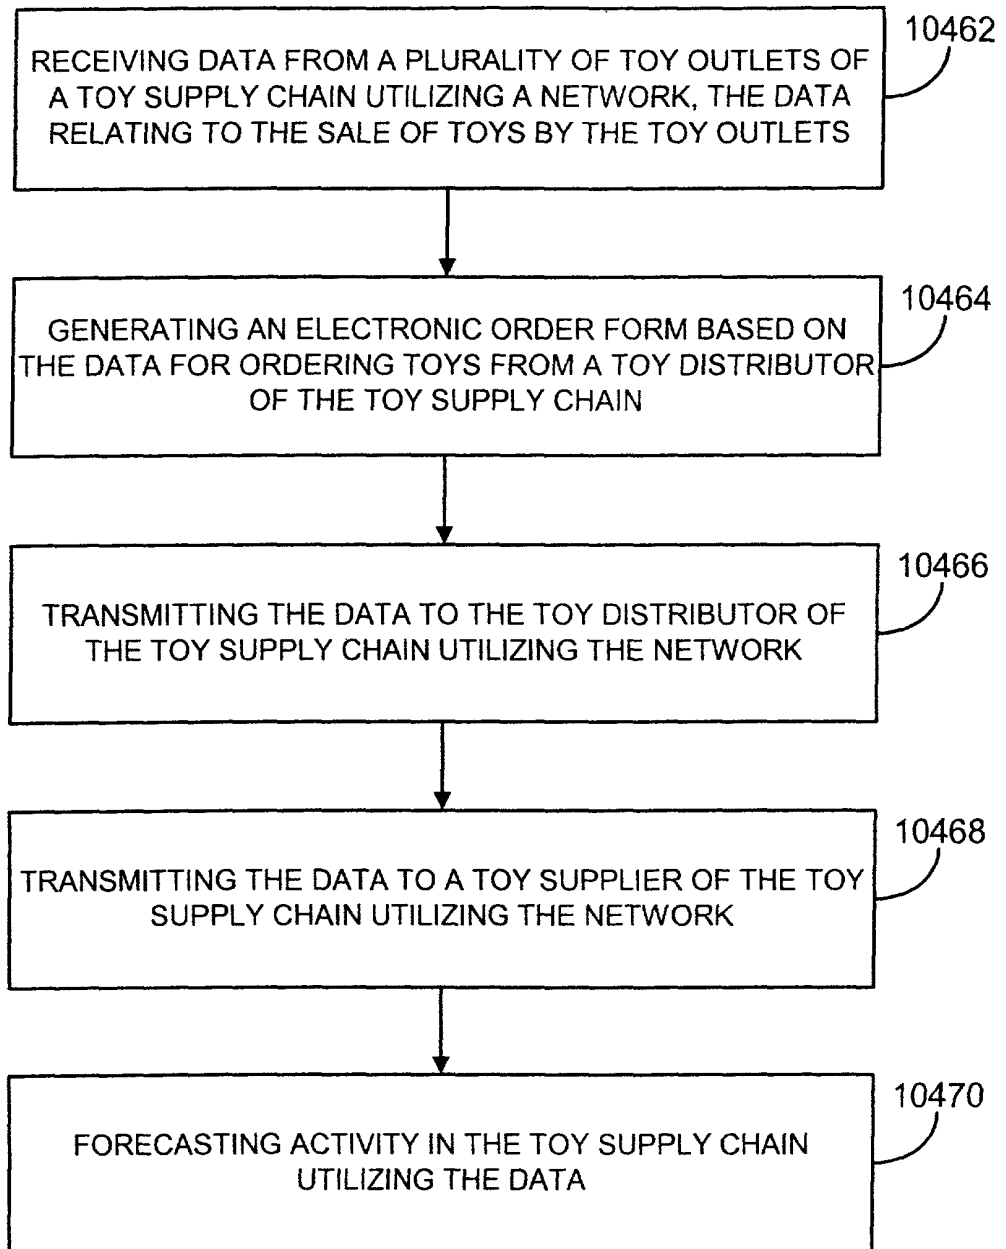 10462
RECEIVING DATA FROM A PLURALITY OF TOY OUTLETS OF
A TOY SUPPLY CHAIN UTILIZING A NETWORK, THE DATA
RELATING TO THE SALE OF TOYS BY THE TOY OUTLETS
10464
GENERATING AN ELECTRONIC ORDER FORM BASED ON
THE DATA FOR ORDERING TOYS FROM A TOY DISTRIBUTOR
OF THE TOY SUPPLY CHAIN
10466
TRANSMITTING THE DATA TO THE TOY DISTRIBUTOR OF
THE TOY SUPPLY CHAIN UTILIZING THE NETWORK
10468
TRANSMITTING THE DATA TO A TOY SUPPLIER OF THE TOY
SUPPLY CHAIN UTILIZING THE NETWORK
10470
FORECASTING ACTIVITY IN THE TOY SUPPLY CHAIN
UTILIZING THE DATA